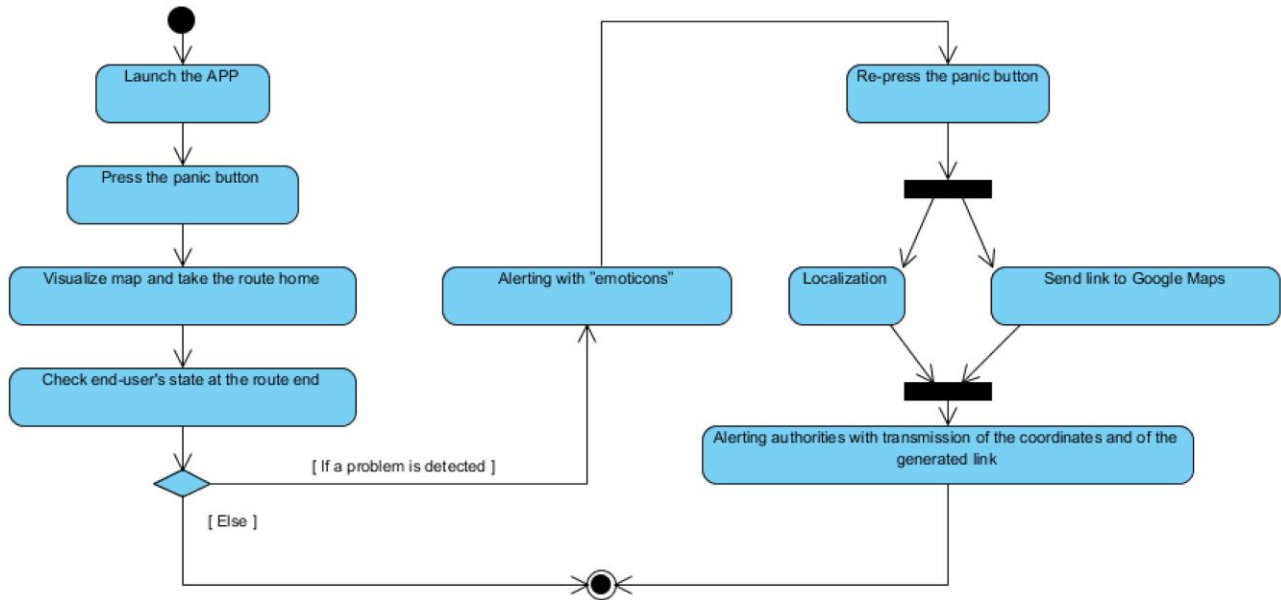 Launch the APP
Press the panic button
Visualize map and take the route home
Check end-user's state at the route end
[ If a problem is detected ]
[ Else ]
Alerting with "emoticons"
Re-press the panic button
Localization
Send link to Google Maps
Alerting authorities with transmission of the coordinates and of the
generated link